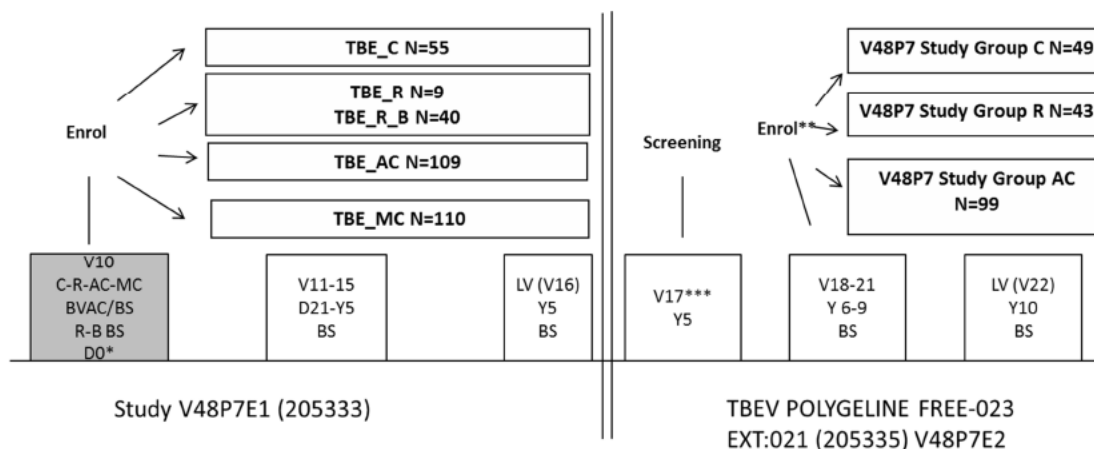 TBE_C N=55
TBE_R N=9
TBE_R_B N=40
Enrol
TBE_AC N=109
TBE_MC N=110
V10
C-R-AC-MC
BVAC/BS
R-B BS
D0*
V11-15
D21-Y5
BS
LV (V16)
Y5
BS
Study V48P7E1 (205333)
V48P7 Study Group C N=49
Enrol**
V48P7 Study Group R N=43
Screening
V48P7 Study Group AC
N=99
V17***
Y5
V18-21
Y 6-9
BS
LV (V22)
Y10
BS
TBEV POLYGELINE FREE-023
EXT:021 (205335) V48P7E2